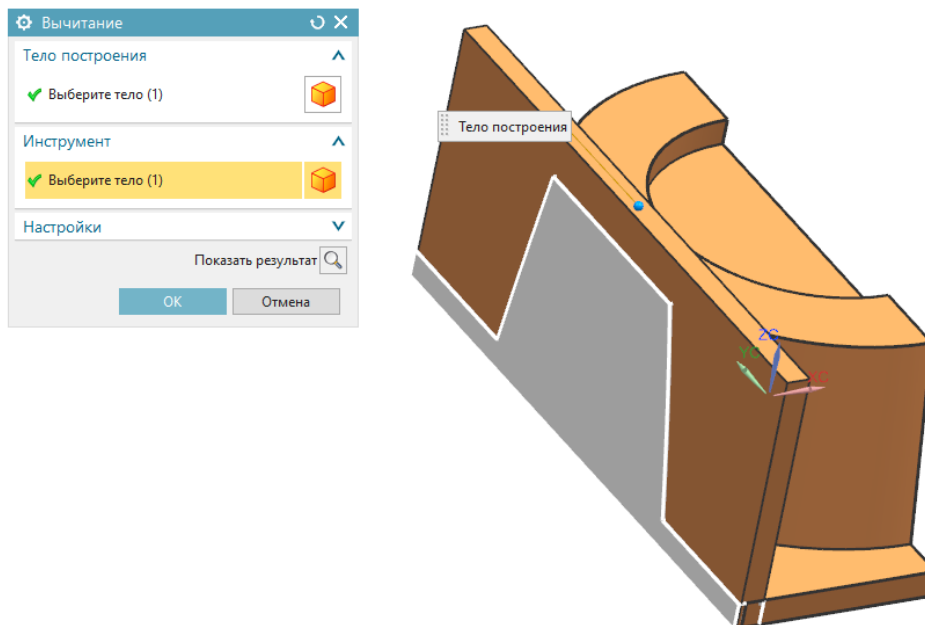 Вычитание
Тело построения
Выберите тело (1)
Инструмент
Выберите тело (1)
Настройки
Показать результат
ОК
Отмена
Тело построения
ZC
YC
XC